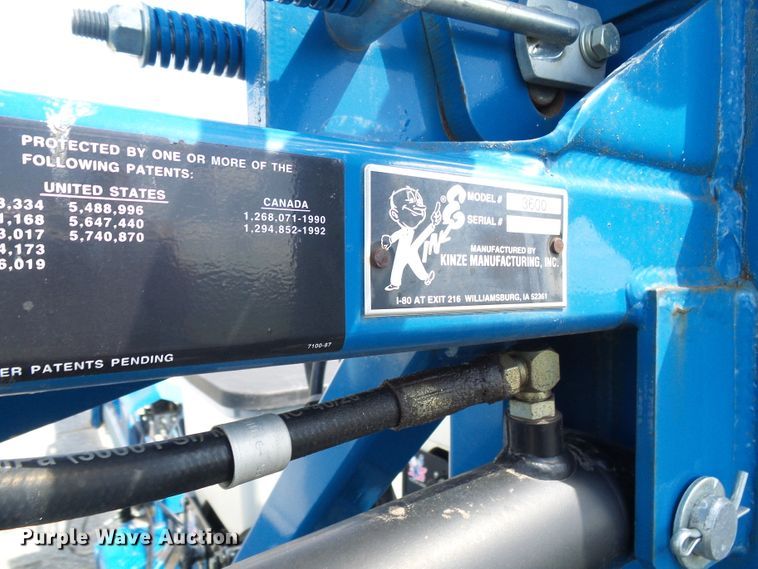 PROTECTED BY ONE OR MORE OF THE
FOLLOWING PATENTS:
UNITED STATES
CANADA
3,334 5,488,996 1,268,071-1990
1,168 5,647,440 1,294,852-1992
3,017 5,740,870
4,173
6,019
ER PATENTS PENDING
7100-87
Kinze
MODEL # 3600
SERIAL #
MANUFACTURED BY
KINZE MANUFACTURING, INC.
I-80 AT EXIT 216 WILLIAMSBURG, IA 52361
Purple Wave Auction